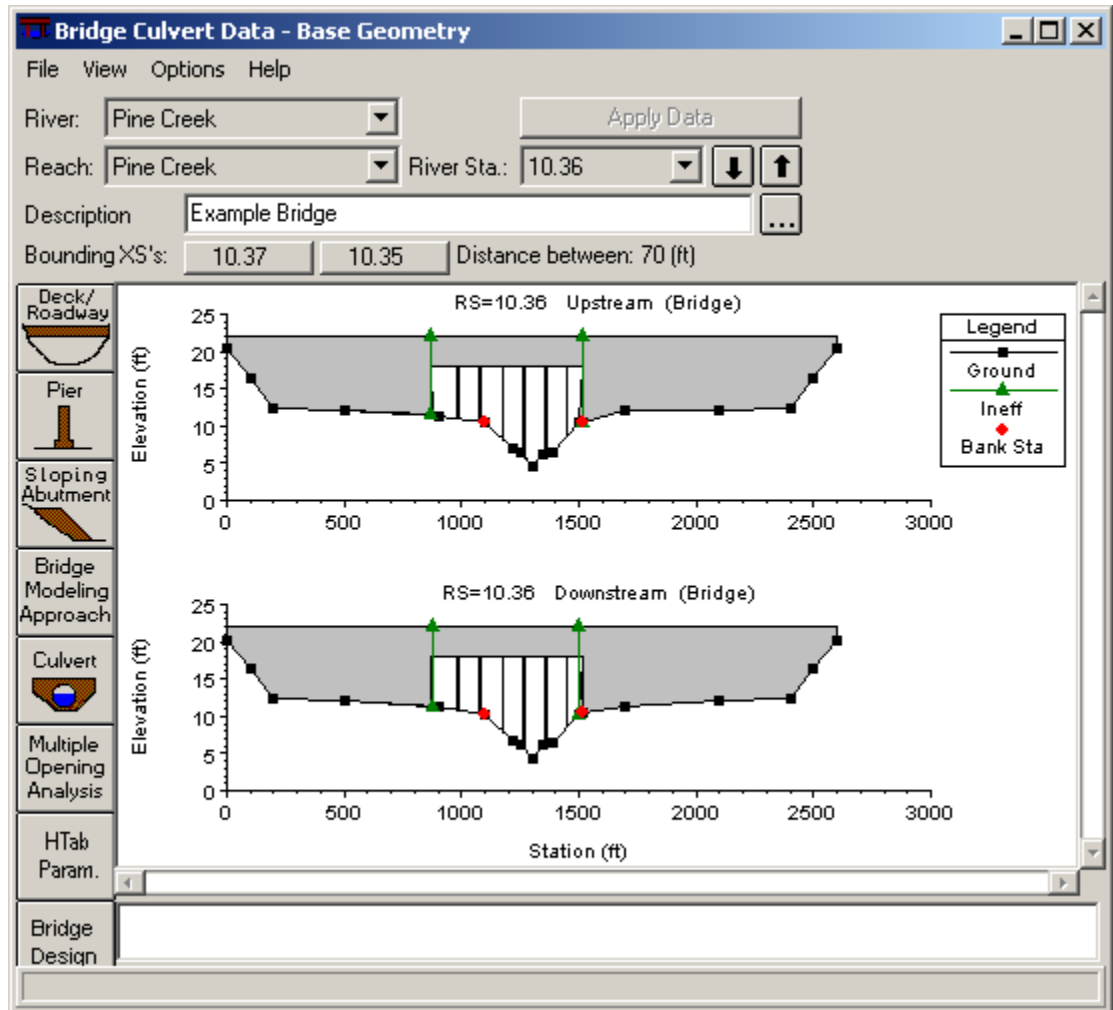 Bridge Culvert Data - Base Geometry
File View Options Help
River: Pine Creek Apply Data
Reach: Pine Creek River Sta.: 10.36
Description Example Bridge ...
Bounding XS's: 10.37 10.35 Distance between: 70 (ft)
Deck/
Roadway
Pier
Sloping
Abutment
Bridge
Modeling
Approach
Culvert
Multiple
Opening
Analysis
HTab
Param.
Bridge
Design
RS=10.36 Upstream (Bridge)
Elevation (ft)
25
20
15
10
5
0
0 500 1000 1500 2000 2500 3000
Legend
Ground
Ineff
Bank Sta
RS=10.36 Downstream (Bridge)
Elevation (ft)
25
20
15
10
5
0
0 500 1000 1500 2000 2500 3000
Station (ft)